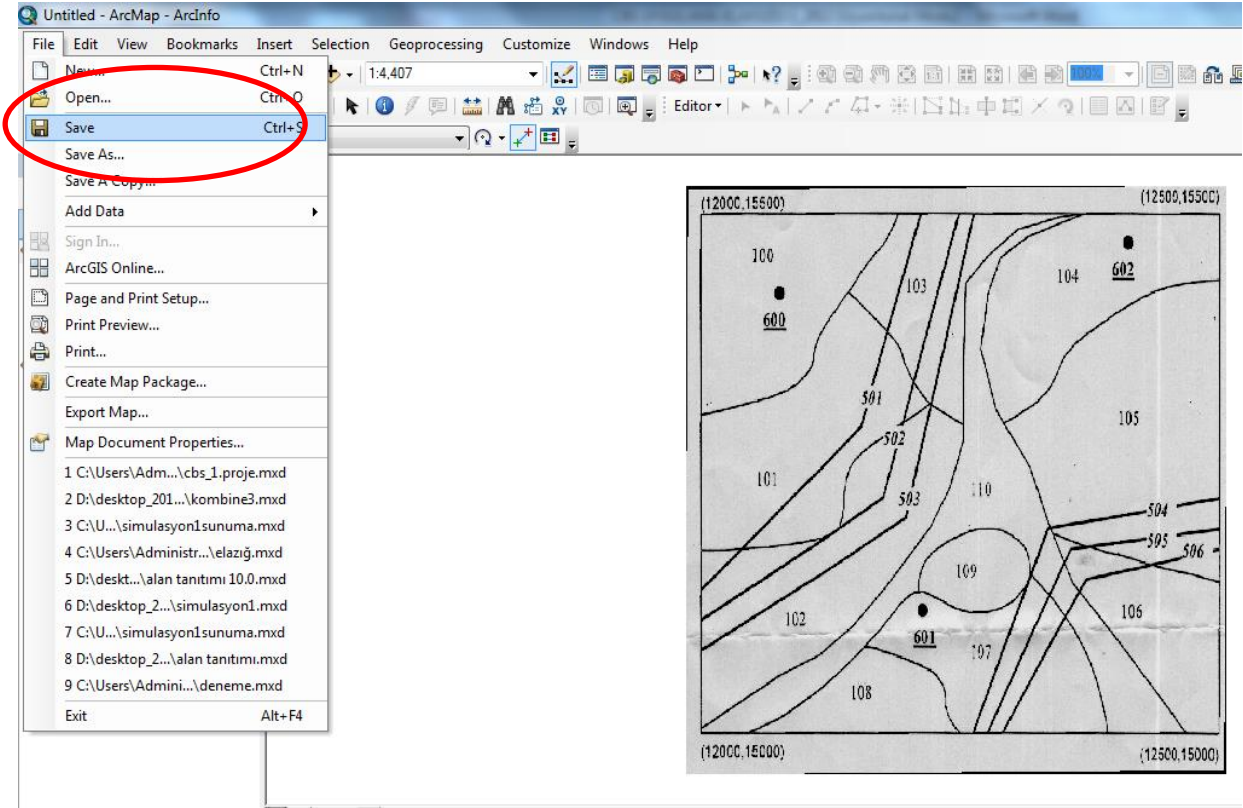 Untitled - ArcMap - ArcInfo
File Edit View Bookmarks Insert Selection Geoprocessing Customize Windows Help
New... Ctrl+N
1:4,407
100%
Open... Ctrl+O
Editor
Save Ctrl+S
Save As...
Save A Copy...
Add Data
Sign In...
ArcGIS Online...
Page and Print Setup...
Print Preview...
Print...
Create Map Package...
Export Map...
Map Document Properties...
1 C:\Users\Adm...\cbs_1.proje.mxd
2 D:\desktop_201...\kombine3.mxd
3 C:\U...\simulasyon1sunuma.mxd
4 C:\Users\Administr...\elazığ.mxd
5 D:\deskt...\alan tanıtımı 10.0.mxd
6 D:\desktop_2...\simulasyon1.mxd
7 C:\U...\simulasyon1sunuma.mxd
8 D:\desktop_2...\alan tanıtımı.mxd
9 C:\Users\Admini...\deneme.mxd
Exit Alt+F4
(12000,15500) (12500,15500)
100
104
602
103
600
501
105
502
101
503
110
504
505
506
109
102
106
601
107
108
(12000,15000) (12500,15000)